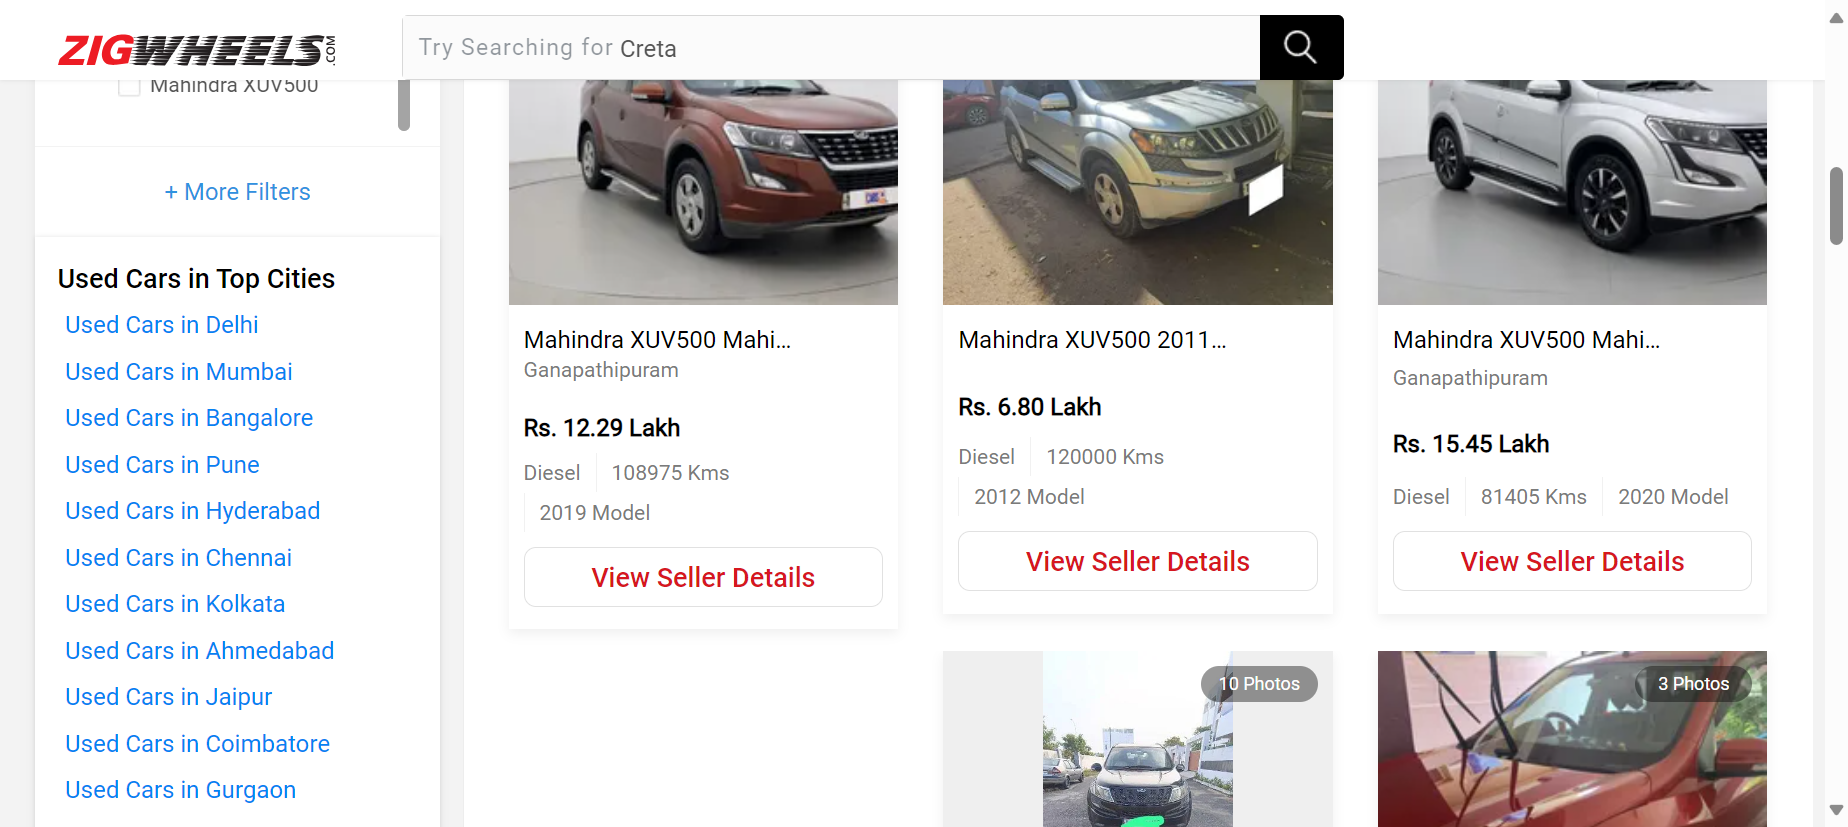 ZIGWHEELS.COM
Try Searching for Creta
Mahindra XUV500
+ More Filters
Used Cars in Top Cities
Used Cars in Delhi
Used Cars in Mumbai
Used Cars in Bangalore
Used Cars in Pune
Used Cars in Hyderabad
Used Cars in Chennai
Used Cars in Kolkata
Used Cars in Ahmedabad
Used Cars in Jaipur
Used Cars in Coimbatore
Used Cars in Gurgaon
Mahindra XUV500 Mahi...
Ganapathipuram
Rs. 12.29 Lakh
Diesel 108975 Kms
2019 Model
View Seller Details
Mahindra XUV500 2011...
Rs. 6.80 Lakh
Diesel 120000 Kms
2012 Model
View Seller Details
Mahindra XUV500 Mahi...
Ganapathipuram
Rs. 15.45 Lakh
Diesel 81405 Kms 2020 Model
View Seller Details
10 Photos
3 Photos